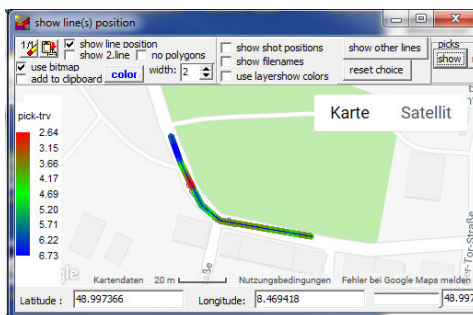 show line(s) position
show line position
show 2.line
no polygons
use bitmap
add to clipboard
color
width: 2
show shot positions
show filenames
use layershow colors
show other lines
reset choice
picks
show
Karte Satellit
pick-trv
2.64
3.15
3.66
4.17
4.69
5.20
5.71
6.22
6.73
Kartendaten 20 m Nutzungsbedingungen Fehler bei Google Maps melden
Latitude : 48.997366 Longitude: 8.469418 48.997